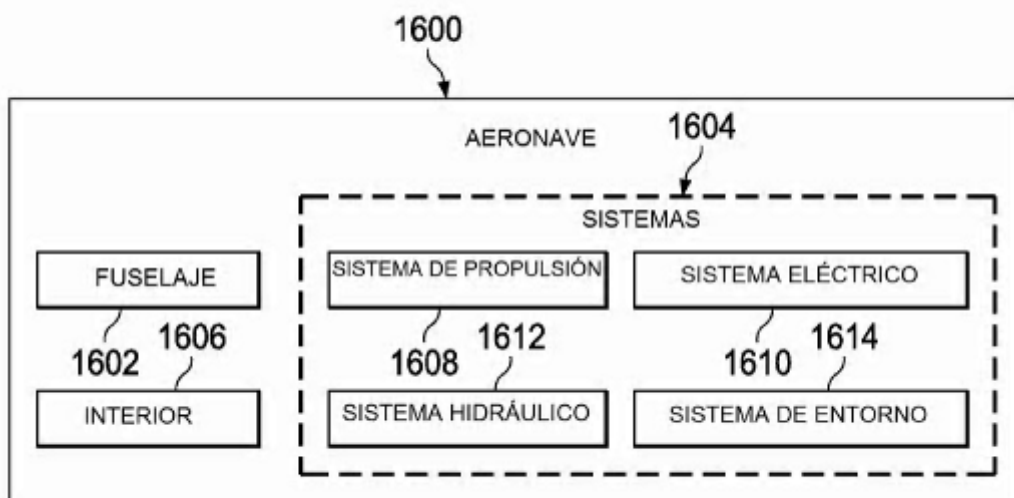 1600
AERONAVE
1604
SISTEMAS
FUSELAJE
SISTEMA DE PROPULSIÓN
SISTEMA ELÉCTRICO
1602
1606
1608
1612
1610
1614
INTERIOR
SISTEMA HIDRÁULICO
SISTEMA DE ENTORNO